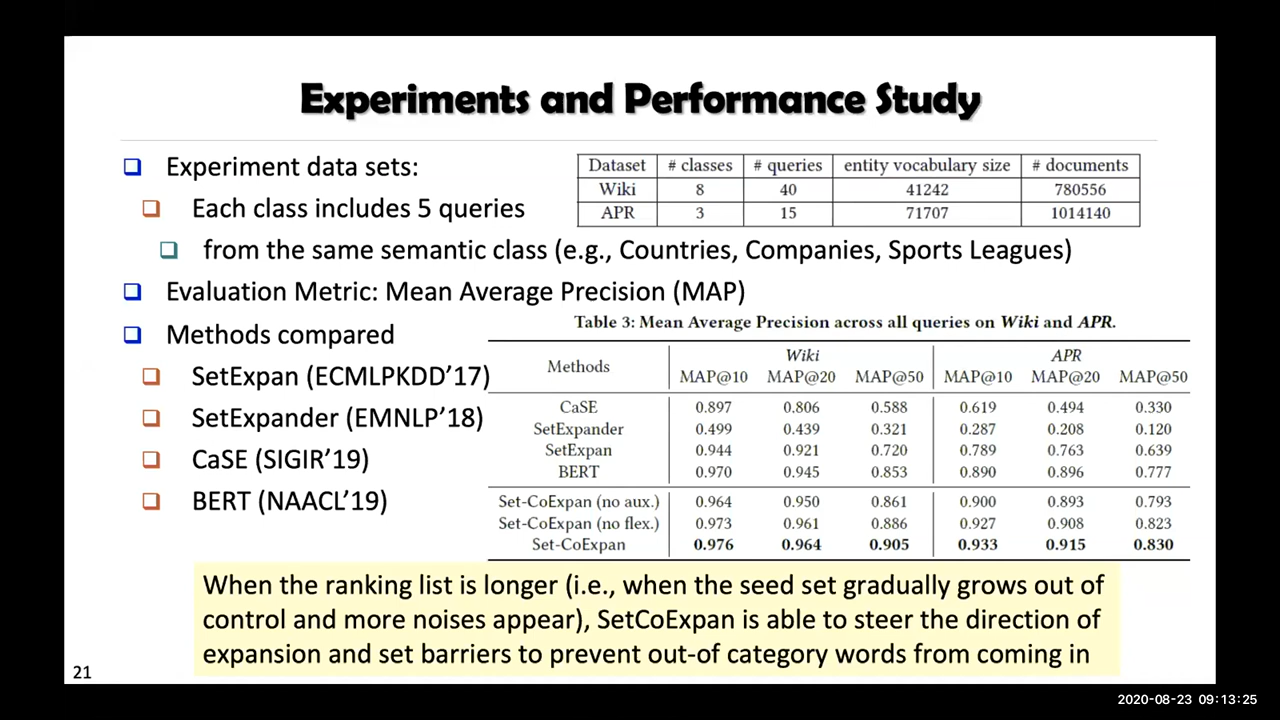 Experiments and Performance Study
Experiment data sets:
Each class includes 5 queries
from the same semantic class (e.g., Countries, Companies, Sports Leagues)
Dataset # classes # queries entity vocabulary size # documents
Wiki 8 40 41242 780556
APR 3 15 71707 1014140
Evaluation Metric: Mean Average Precision (MAP)
Methods compared
SetExpan (ECMLPKDD’17)
SetExpander (EMNLP’18)
CaSE (SIGIR’19)
BERT (NAACL’19)
Table 3: Mean Average Precision across all queries on Wiki and APR.
Methods Wiki APR
MAP@10 MAP@20 MAP@50 MAP@10 MAP@20 MAP@50
CaSE 0.897 0.806 0.588 0.619 0.494 0.330
SetExpander 0.499 0.439 0.321 0.287 0.208 0.120
SetExpan 0.944 0.921 0.720 0.789 0.763 0.639
BERT 0.970 0.945 0.853 0.890 0.896 0.777
Set-CoExpan (no aux.) 0.964 0.950 0.861 0.900 0.893 0.793
Set-CoExpan (no flex.) 0.973 0.961 0.886 0.927 0.908 0.823
Set-CoExpan 0.976 0.964 0.905 0.933 0.915 0.830
When the ranking list is longer (i.e., when the seed set gradually grows out of
control and more noises appear), SetCoExpan is able to steer the direction of
expansion and set barriers to prevent out-of category words from coming in
21
2020-08-23 09:13:25